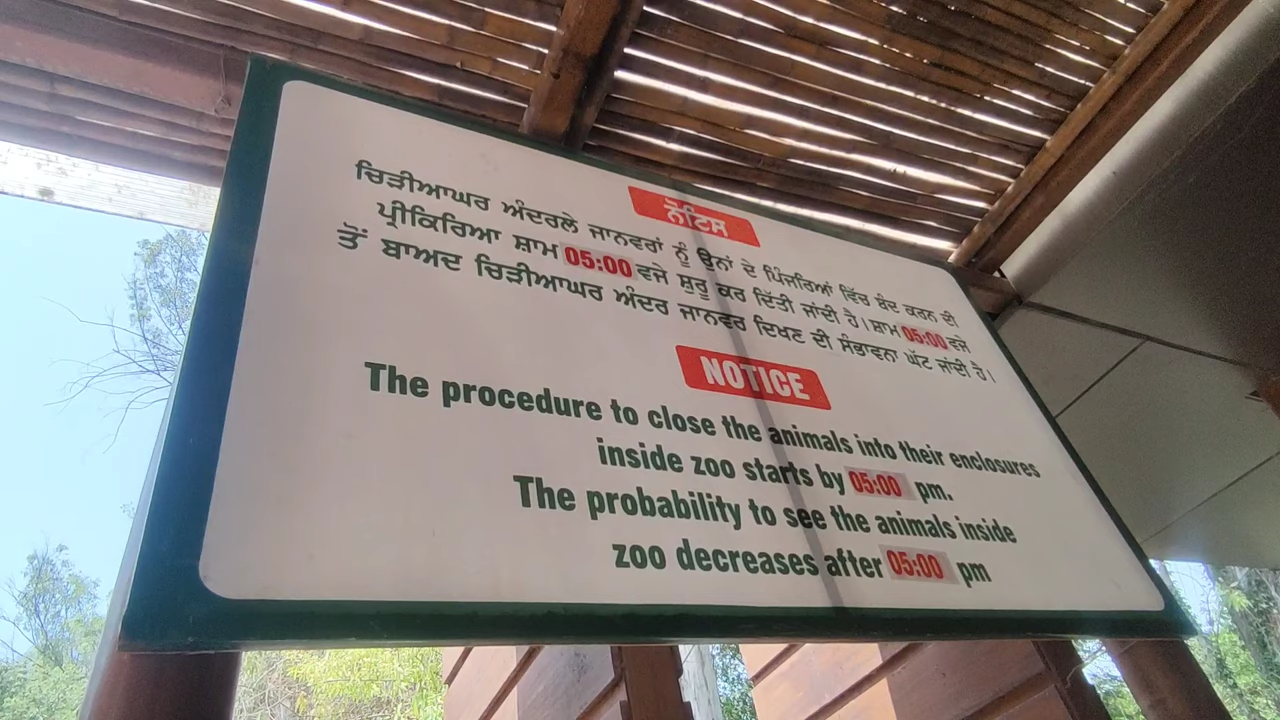 ਨੋਟਿਸ
ਚਿੜੀਆਘਰ ਅੰਦਰਲੇ ਜਾਨਵਰਾਂ ਨੂੰ ਉਨਾਂ ਦੇ ਪਿੰਜਰਿਆਂ ਵਿੱਚ ਬੰਦ ਕਰਨ ਦੀ
ਪ੍ਰੀਕਿਰਿਆ ਸ਼ਾਮ 05:00 ਵਜੇ ਸ਼ੁਰੂ ਕਰ ਦਿੱਤੀ ਜਾਂਦੀ ਹੈ। ਸ਼ਾਮ 05:00 ਵਜੇ
ਤੋਂ ਬਾਅਦ ਚਿੜੀਆਘਰ ਅੰਦਰ ਜਾਨਵਰ ਦਿਖਣ ਦੀ ਸੰਭਾਵਨਾ ਘੱਟ ਜਾਂਦੀ ਹੈ।
NOTICE
The procedure to close the animals into their enclosures
inside zoo starts by 05:00 pm.
The probability to see the animals inside
zoo decreases after 05:00 pm